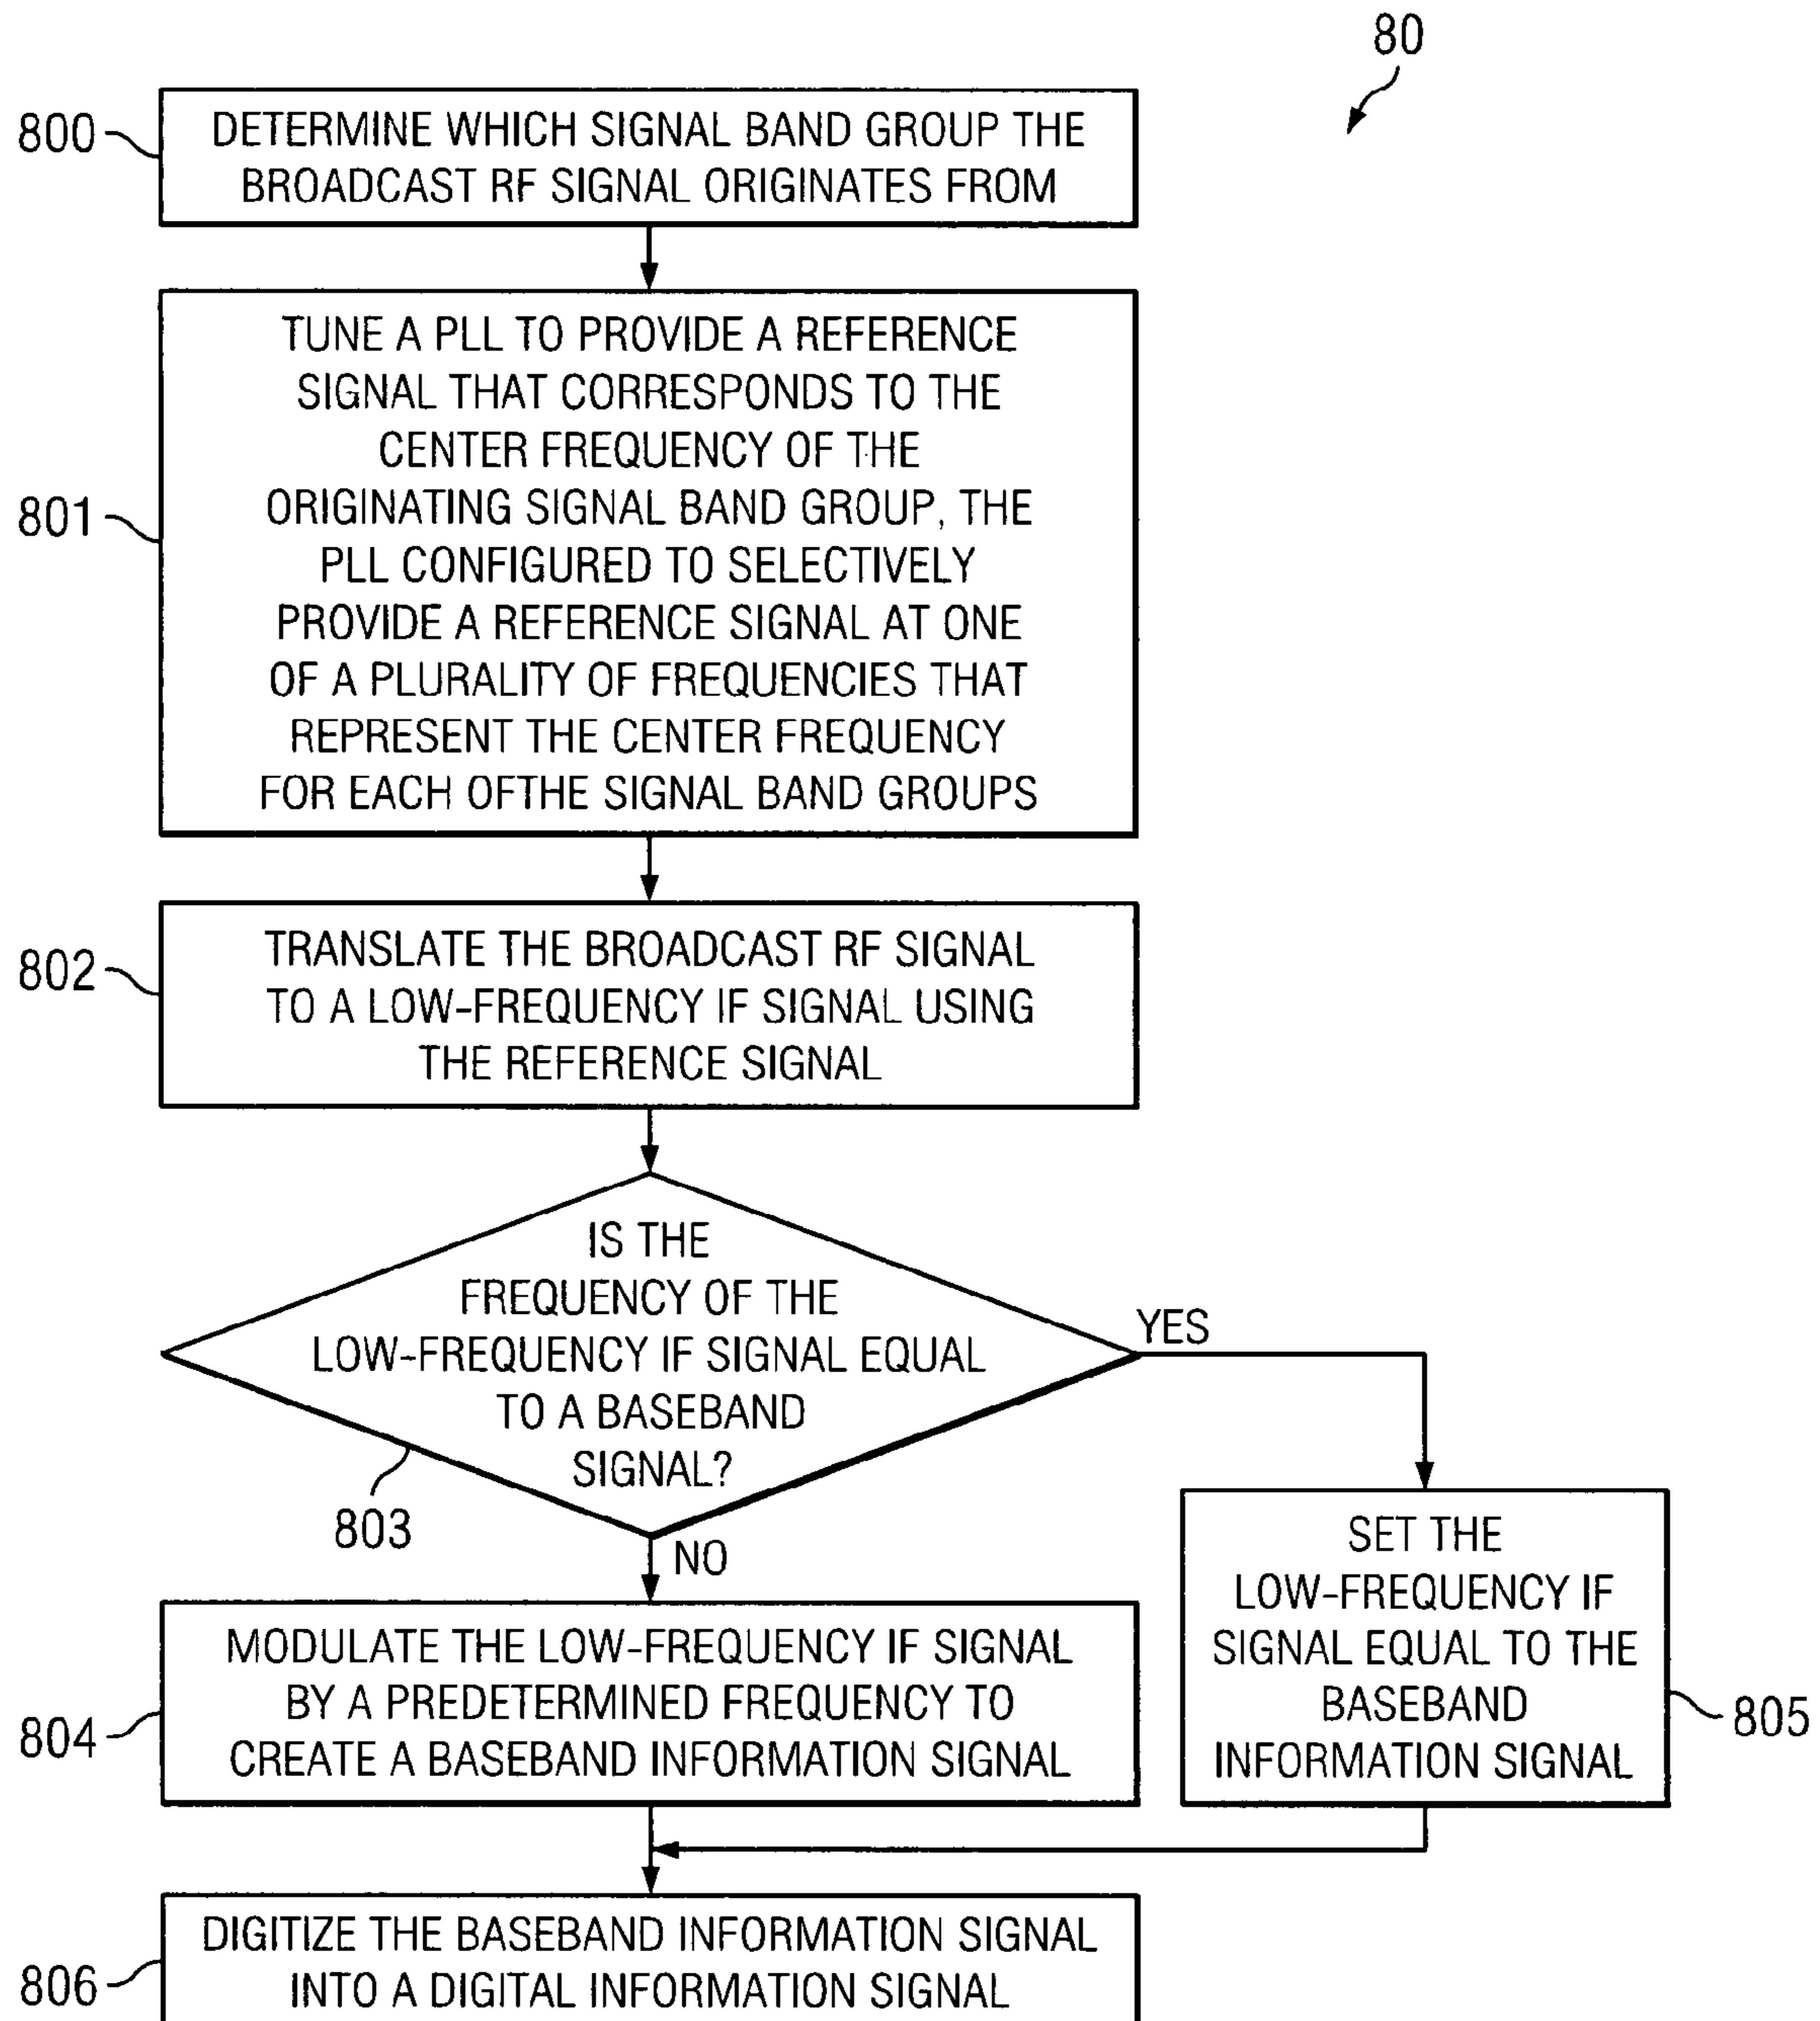 80
800
DETERMINE WHICH SIGNAL BAND GROUP THE
BROADCAST RF SIGNAL ORIGINATES FROM
801
TUNE A PLL TO PROVIDE A REFERENCE
SIGNAL THAT CORRESPONDS TO THE
CENTER FREQUENCY OF THE
ORIGINATING SIGNAL BAND GROUP, THE
PLL CONFIGURED TO SELECTIVELY
PROVIDE A REFERENCE SIGNAL AT ONE
OF A PLURALITY OF FREQUENCIES THAT
REPRESENT THE CENTER FREQUENCY
FOR EACH OFTHE SIGNAL BAND GROUPS
802
TRANSLATE THE BROADCAST RF SIGNAL
TO A LOW-FREQUENCY IF SIGNAL USING
THE REFERENCE SIGNAL
IS THE
FREQUENCY OF THE
LOW-FREQUENCY IF SIGNAL EQUAL
TO A BASEBAND
SIGNAL?
803
YES
NO
804
MODULATE THE LOW-FREQUENCY IF SIGNAL
BY A PREDETERMINED FREQUENCY TO
CREATE A BASEBAND INFORMATION SIGNAL
SET THE
LOW-FREQUENCY IF
SIGNAL EQUAL TO THE
BASEBAND
INFORMATION SIGNAL
805
806
DIGITIZE THE BASEBAND INFORMATION SIGNAL
INTO A DIGITAL INFORMATION SIGNAL